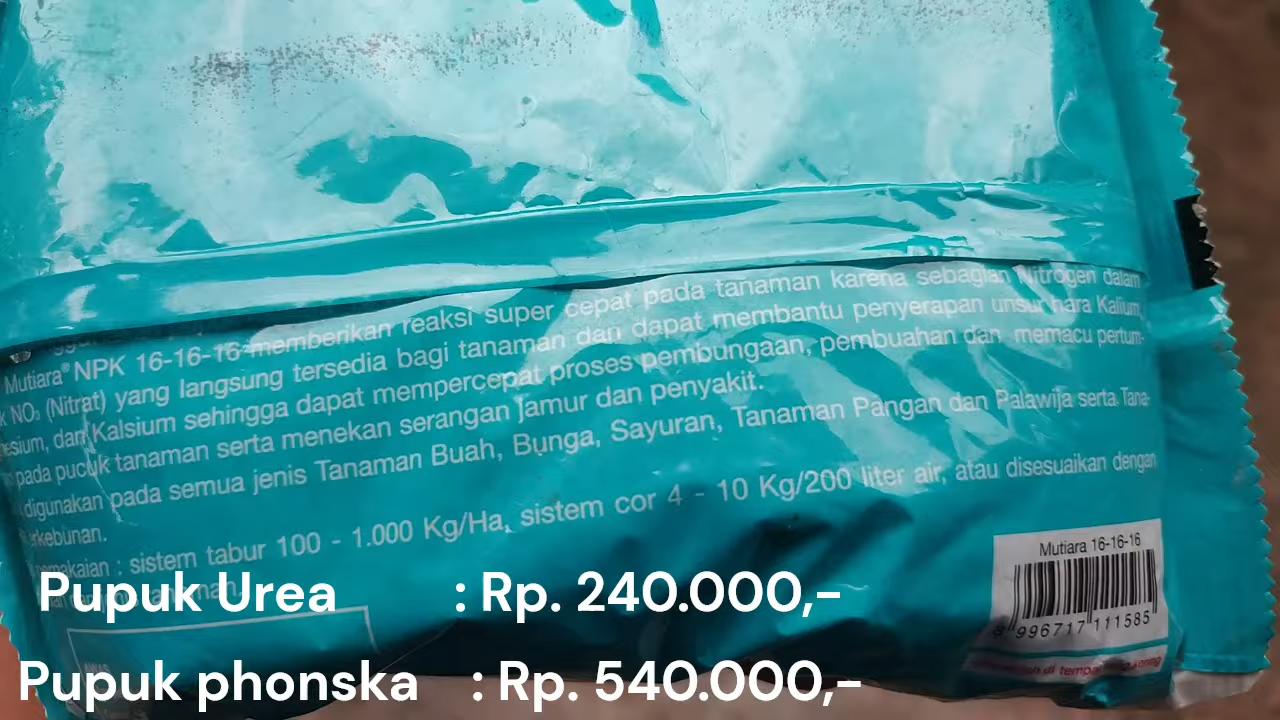 Mutiara® NPK 16-16-16 memberikan reaksi super cepat pada tanaman karena sebagian Nitrogen dalam
k NO₃ (Nitrat) yang langsung tersedia bagi tanaman dan dapat membantu penyerapan unsur hara Kalium,
esium, dan Kalsium sehingga dapat mempercepat proses pembungaan, pembuahan dan memacu pertum-
pada pucuk tanaman serta menekan serangan jamur dan penyakit.
digunakan pada semua jenis Tanaman Buah, Bunga, Sayuran, Tanaman Pangan dan Palawija serta Tana-
erkebunan.
pemakaian : sistem tabur 100 - 1.000 Kg/Ha, sistem cor 4 - 10 Kg/200 liter air, atau disesuaikan dengan
Mutiara 16-16-16
8 996717 111585
Pupuk Urea : Rp. 240.000,-
AWAS
Pupuk phonska : Rp. 540.000,-